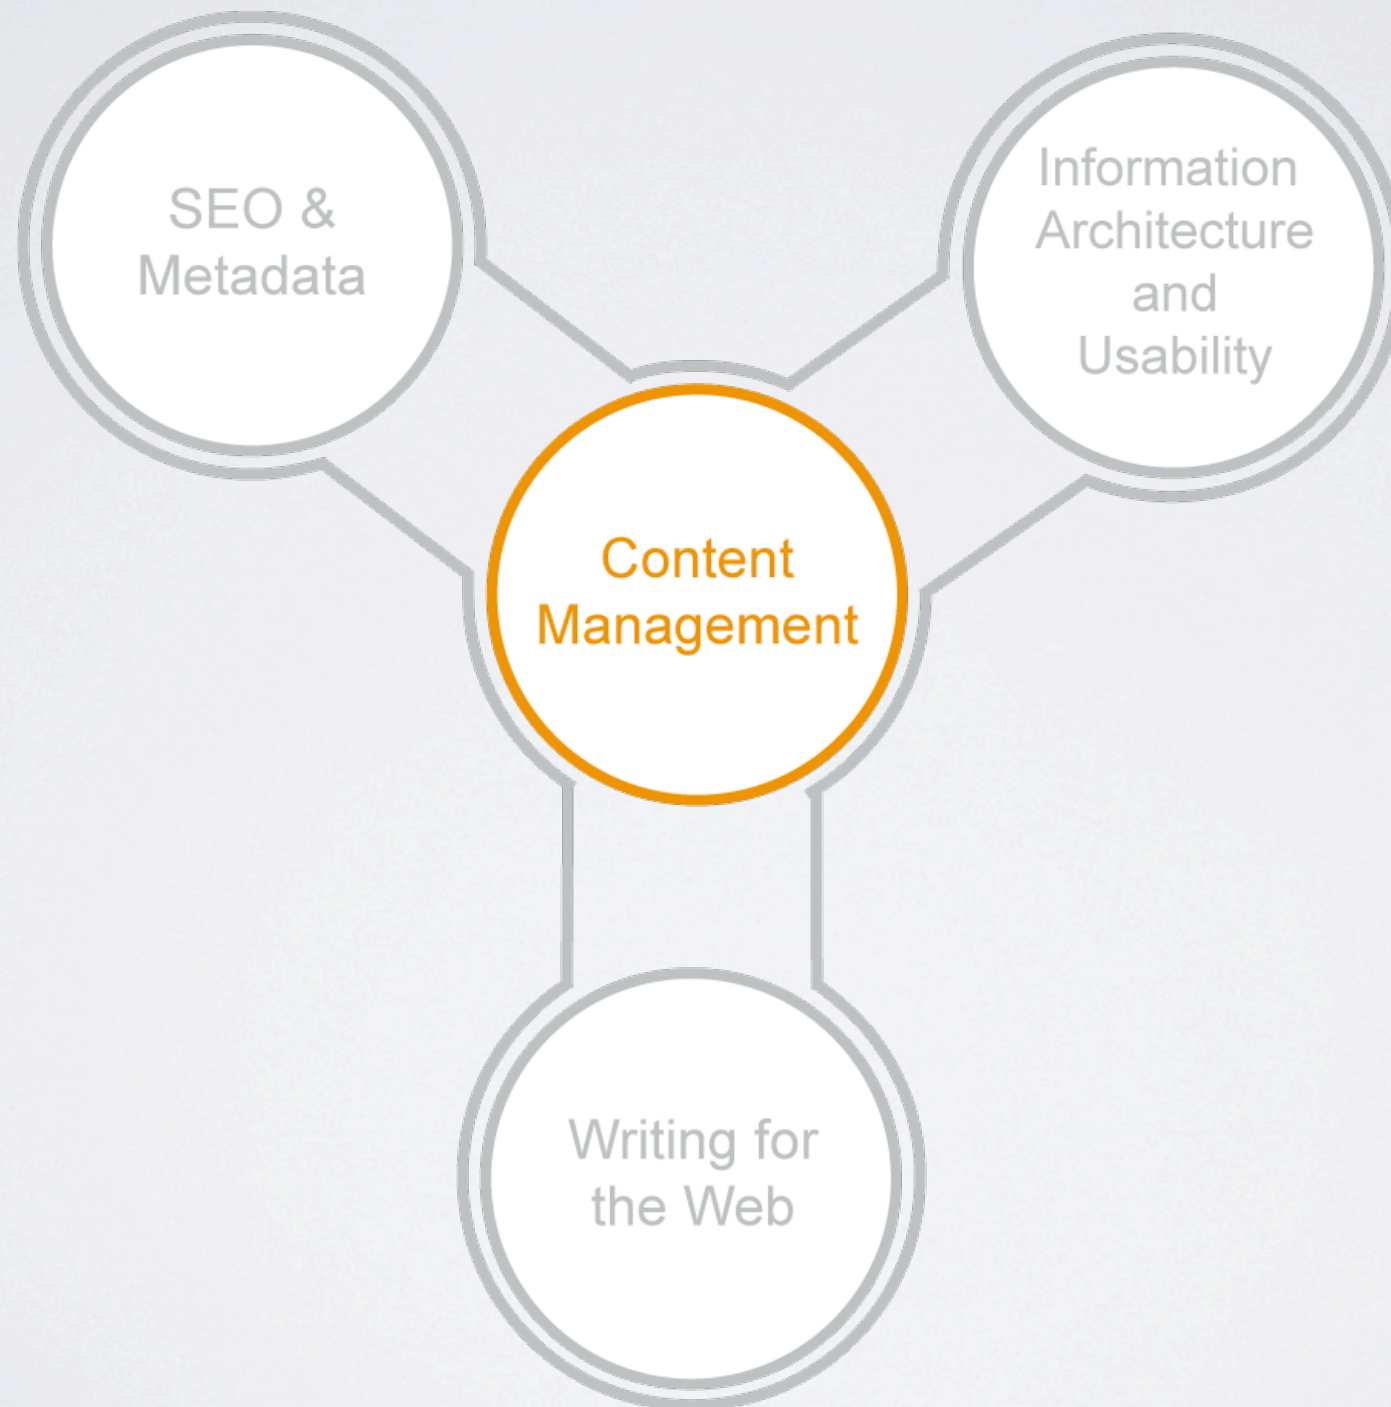 SEO &
Metadata
Information
Architecture
and
Usability
Content
Management
Writing for
the Web